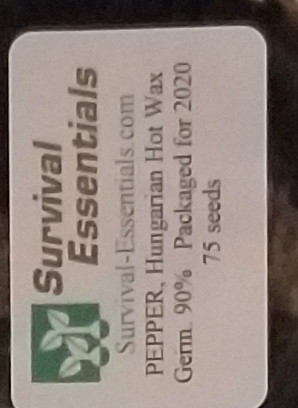 Survival
Essentials
Survival-Essentials.com
PEPPER, Hungarian Hot Wax
Germ. 90% Packaged for 2020
75 seeds